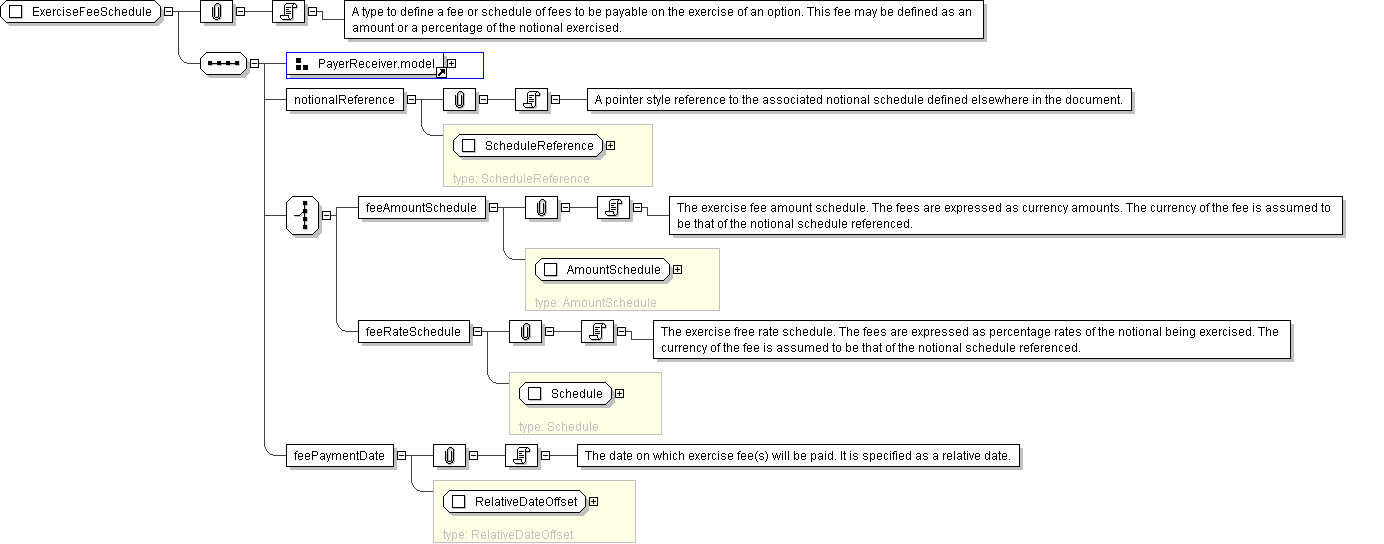 ExerciseFeeSchedule
A type to define a fee or schedule of fees to be payable on the exercise of an option. This fee may be defined as an
amount or a percentage of the notional exercised.
PayerReceiver.model
notionalReference
A pointer style reference to the associated notional schedule defined elsewhere in the document.
ScheduleReference
type: ScheduleReference
feeAmountSchedule
The exercise fee amount schedule. The fees are expressed as currency amounts. The currency of the fee is assumed to
be that of the notional schedule referenced.
AmountSchedule
type: AmountSchedule
feeRateSchedule
The exercise free rate schedule. The fees are expressed as percentage rates of the notional being exercised. The
currency of the fee is assumed to be that of the notional schedule referenced.
Schedule
type: Schedule
feePaymentDate
The date on which exercise fee(s) will be paid. It is specified as a relative date.
RelativeDateOffset
type: RelativeDateOffset